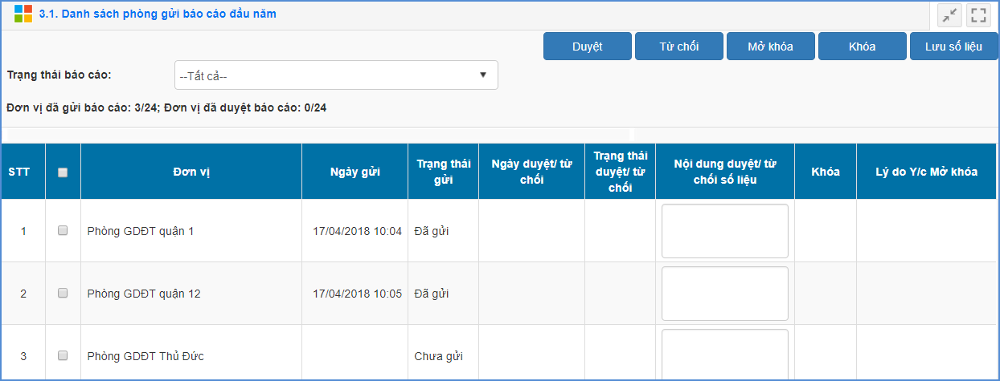 3.1. Danh sách phòng gửi báo cáo đầu năm
Duyệt Từ chối Mở khóa Khóa Lưu số liệu
Trạng thái báo cáo: --Tất cả--
Đơn vị đã gửi báo cáo: 3/24; Đơn vị đã duyệt báo cáo: 0/24
STT Đơn vị Ngày gửi Trạng thái gửi Ngày duyệt/ từ chối Trạng thái duyệt/ từ chối Nội dung duyệt/ từ chối số liệu Khóa Lý do Y/c Mở khóa
1 Phòng GDĐT quận 1 17/04/2018 10:04 Đã gửi
2 Phòng GDĐT quận 12 17/04/2018 10:05 Đã gửi
3 Phòng GDĐT Thủ Đức Chưa gửi